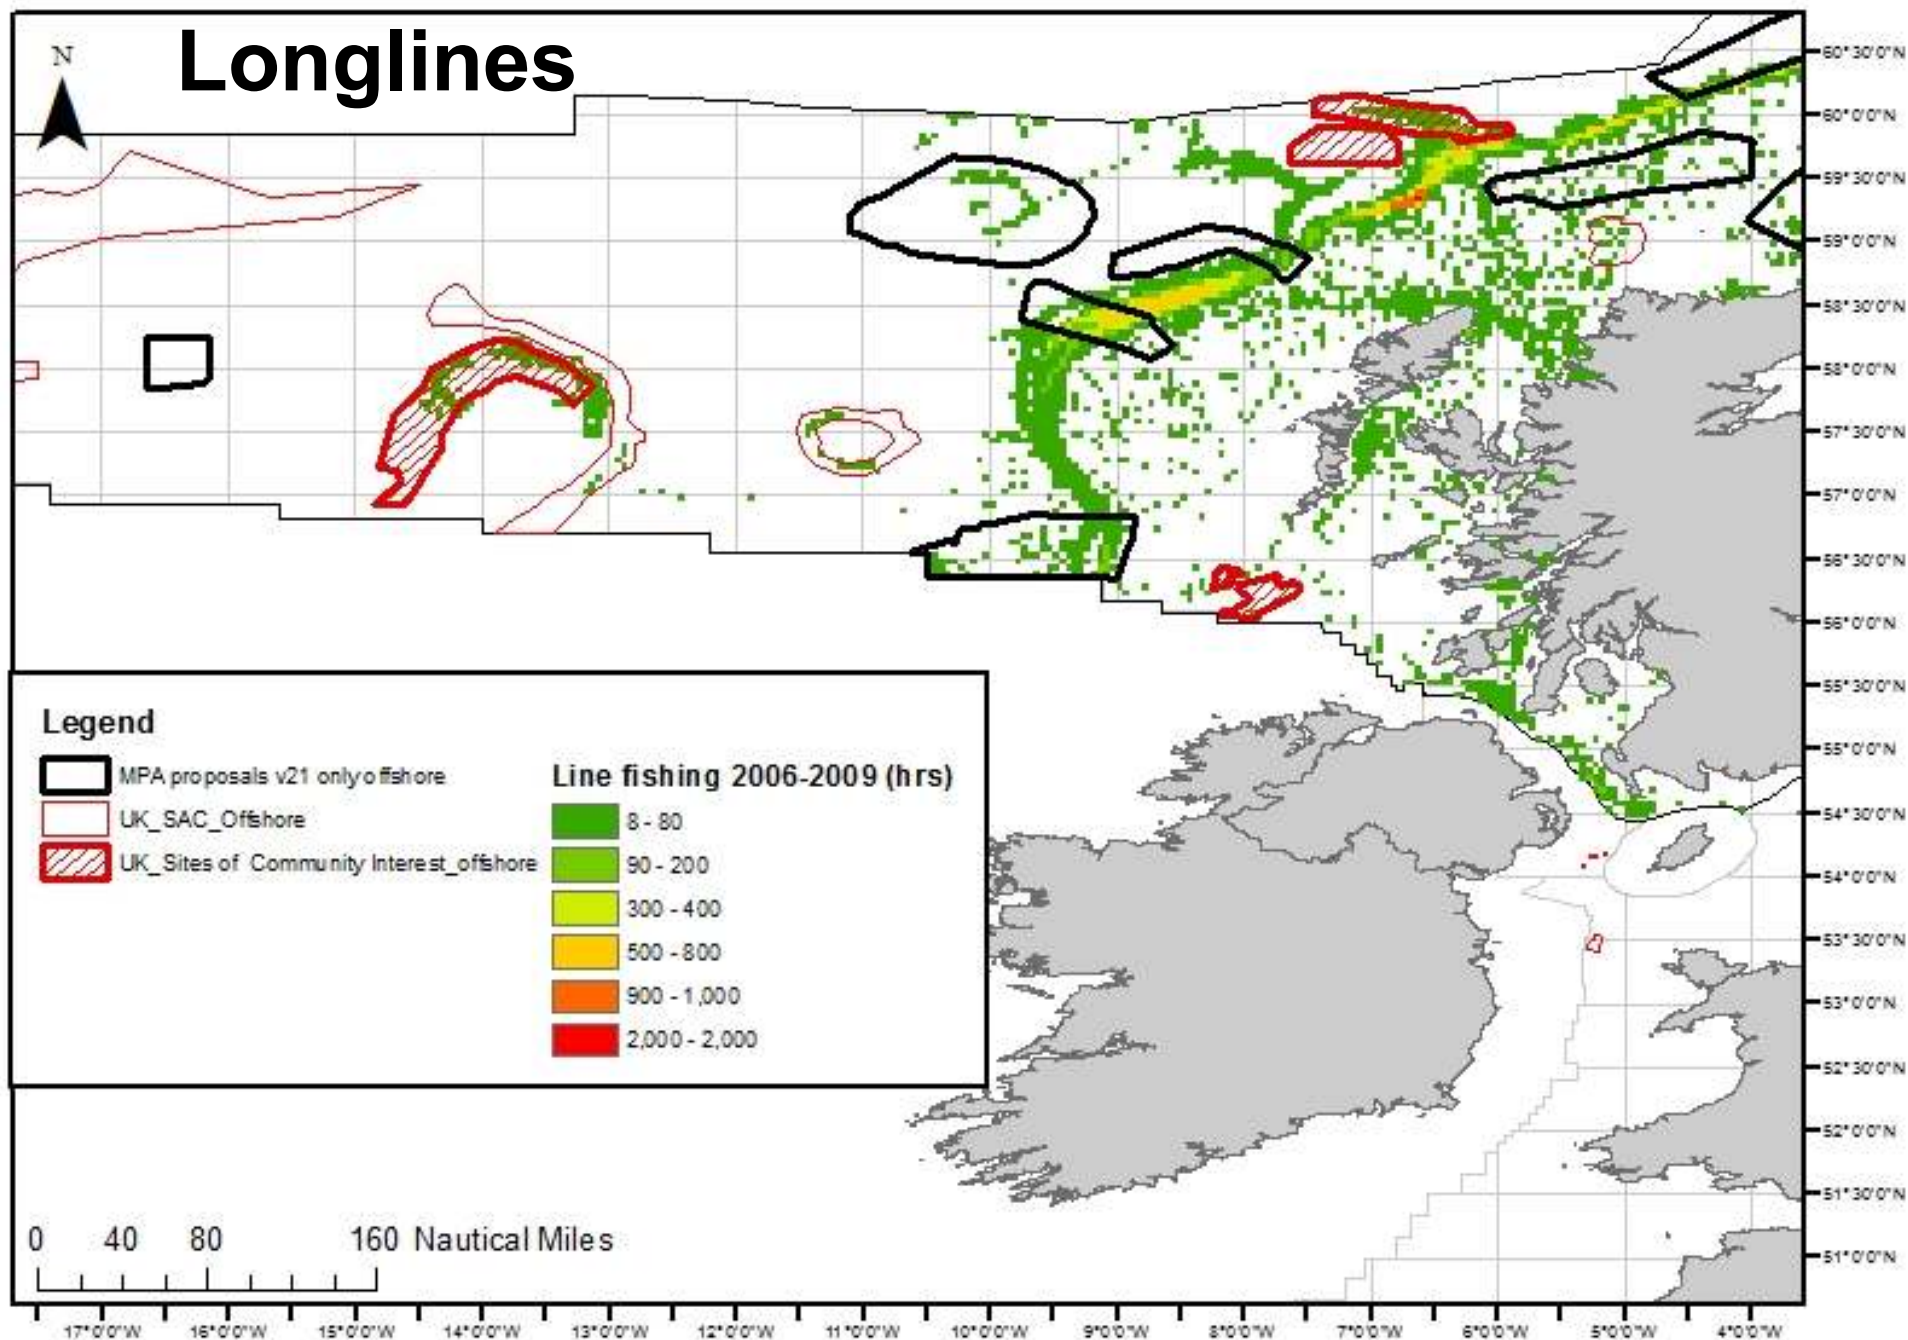 Longlines
N
60°30'0"N
60°0'0"N
59°30'0"N
59°0'0"N
58°30'0"N
58°0'0"N
57°30'0"N
57°0'0"N
56°30'0"N
56°0'0"N
55°30'0"N
55°0'0"N
54°30'0"N
54°0'0"N
53°30'0"N
53°0'0"N
52°30'0"N
52°0'0"N
51°30'0"N
51°0'0"N
Legend
MPA proposals v21 only offshore
UK_SAC_Offshore
UK_Sites of Community Interest_offshore
Line fishing 2006-2009 (hrs)
8 - 80
90 - 200
300 - 400
500 - 800
900 - 1,000
2,000 - 2,000
0 40 80 160 Nautical Miles
17°0'0"W 16°0'0"W 15°0'0"W 14°0'0"W 13°0'0"W 12°0'0"W 11°0'0"W 10°0'0"W 9°0'0"W 8°0'0"W 7°0'0"W 6°0'0"W 5°0'0"W 4°0'0"W